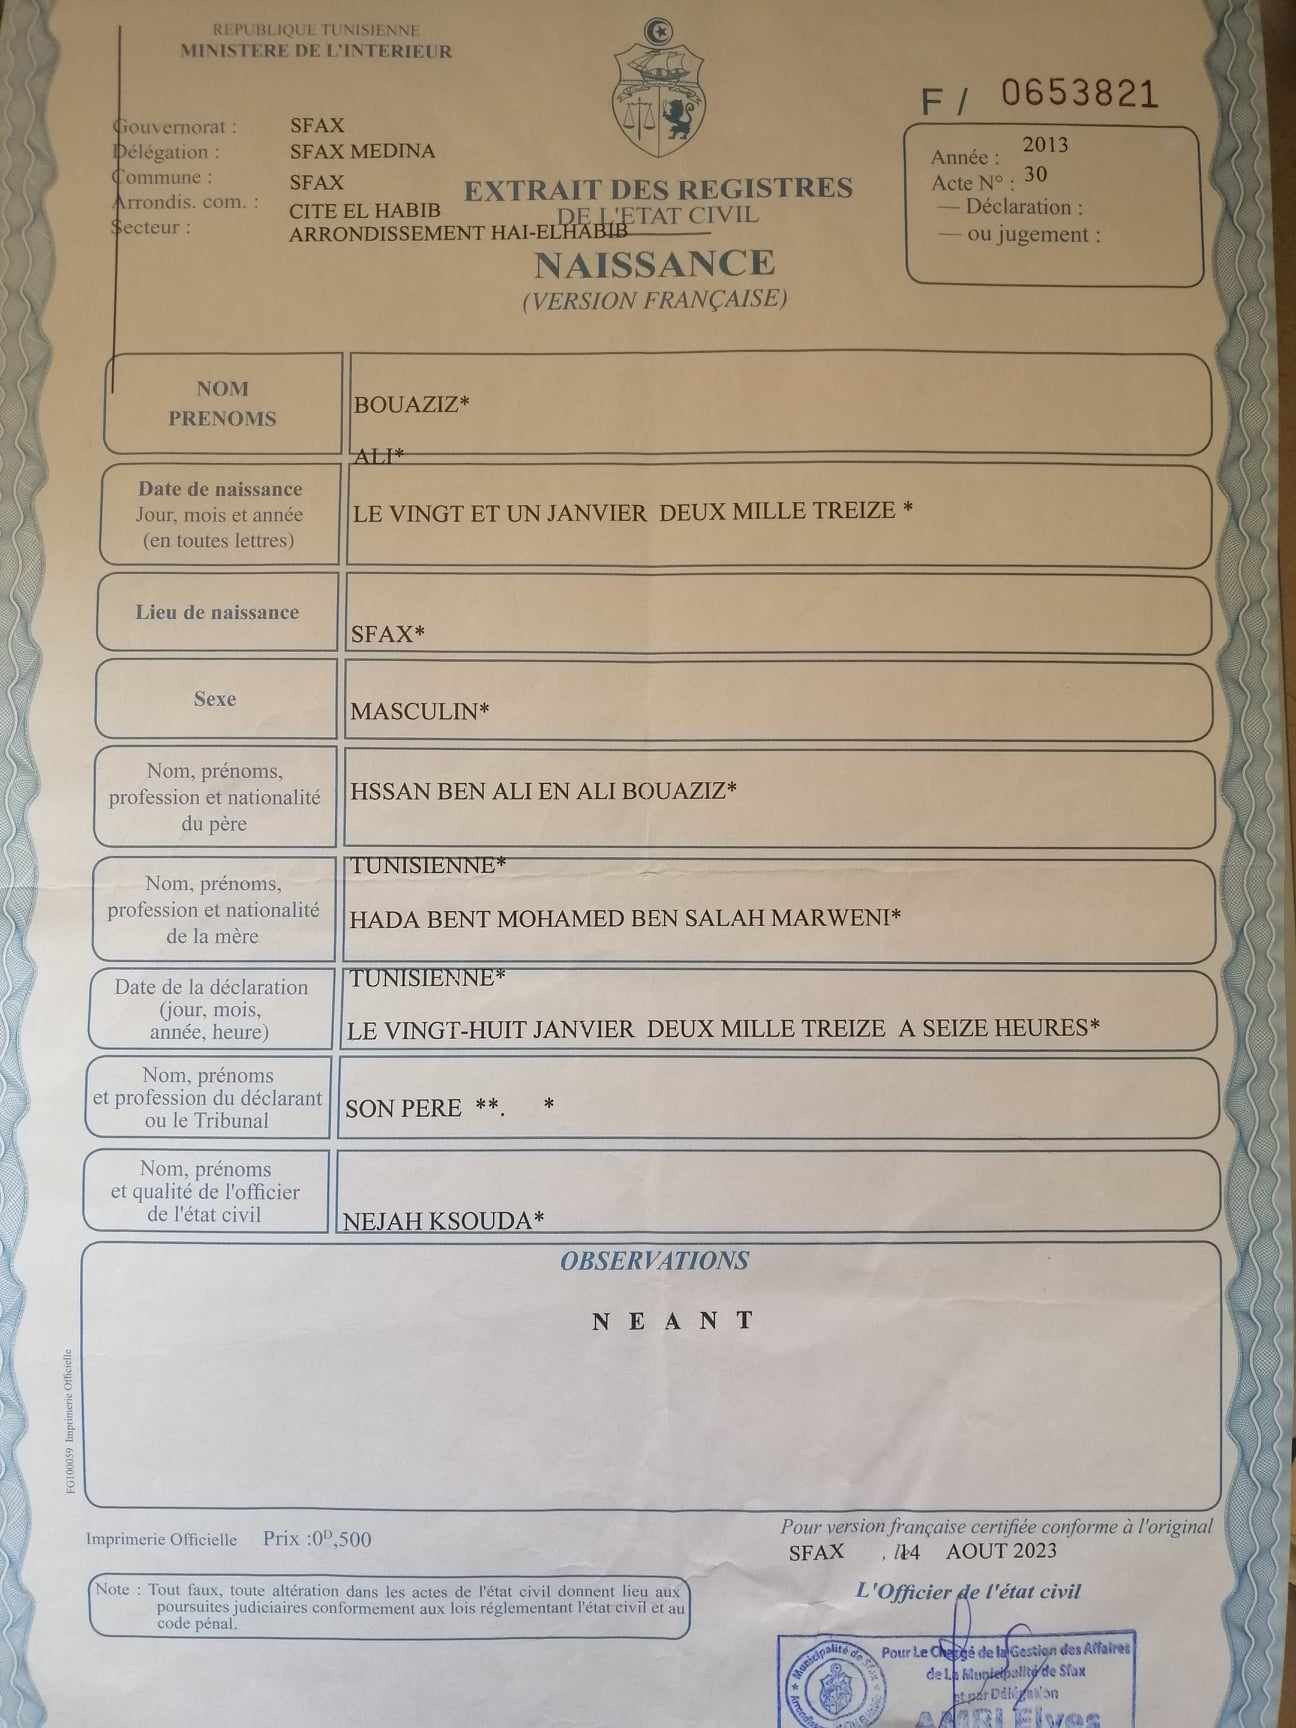 REPUBLIQUE TUNISIENNE
MINISTERE DE L'INTERIEUR
F / 0653821
Gouvernorat : SFAX
Délégation : SFAX MEDINA
Commune : SFAX
Arrondis. com. : CITE EL HABIB
Secteur : ARRONDISSEMENT HAI-ELHABIB
EXTRAIT DES REGISTRES
DE L'ETAT CIVIL
NAISSANCE
(VERSION FRANÇAISE)
Année : 2013
Acte N° : 30
— Déclaration :
— ou jugement :
NOM
PRENOMS
BOUAZIZ*
ALI*
Date de naissance
Jour, mois et année
(en toutes lettres)
LE VINGT ET UN JANVIER DEUX MILLE TREIZE *
Lieu de naissance
SFAX*
Sexe
MASCULIN*
Nom, prénoms,
profession et nationalité
du père
HSSAN BEN ALI EN ALI BOUAZIZ*
TUNISIENNE*
Nom, prénoms,
profession et nationalité
de la mère
HADA BENT MOHAMED BEN SALAH MARWENI*
TUNISIENNE*
Date de la déclaration
(jour, mois,
année, heure)
LE VINGT-HUIT JANVIER DEUX MILLE TREIZE A SEIZE HEURES*
Nom, prénoms
et profession du déclarant
ou le Tribunal
SON PERE **. *
Nom, prénoms
et qualité de l'officier
de l'état civil
NEJAH KSOUDA*
OBSERVATIONS
N E A N T
FG100059 Imprimerie Officielle
Imprimerie Officielle Prix :0D,500
Pour version française certifiée conforme à l'original
SFAX , le 14 AOUT 2023
L'Officier de l'état civil
Note : Tout faux, toute altération dans les actes de l'état civil donnent lieu aux
poursuites judiciaires conformement aux lois réglementant l'état civil et au
code pénal.
Municipalité de Sfax
Pour Le Chargé de la Gestion des Affaires
de La Municipalité de Sfax
et par Délégation
AMRI Elyes